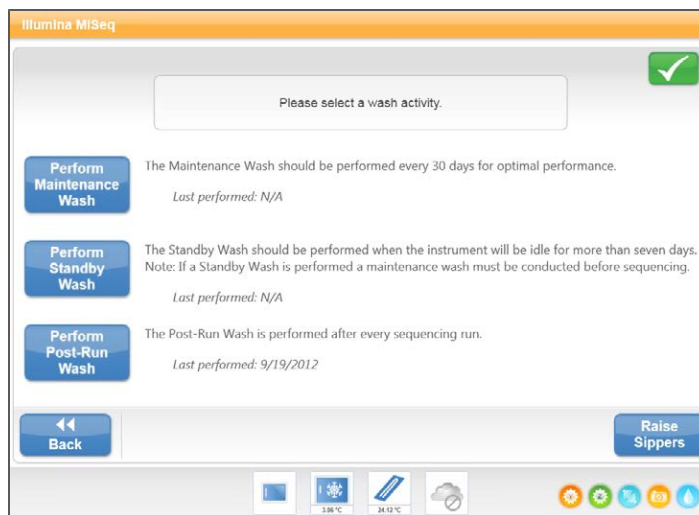 Illumina MiSeq
Please select a wash activity.
Perform
Maintenance
Wash
The Maintenance Wash should be performed every 30 days for optimal performance.
Last performed: N/A
Perform
Standby
Wash
The Standby Wash should be performed when the instrument will be idle for more than seven days.
Note: If a Standby Wash is performed a maintenance wash must be conducted before sequencing.
Last performed: N/A
Perform
Post-Run
Wash
The Post-Run Wash is performed after every sequencing run.
Last performed: 9/19/2012
Back
Raise
Sippers
3.06 °C
24.12 °C